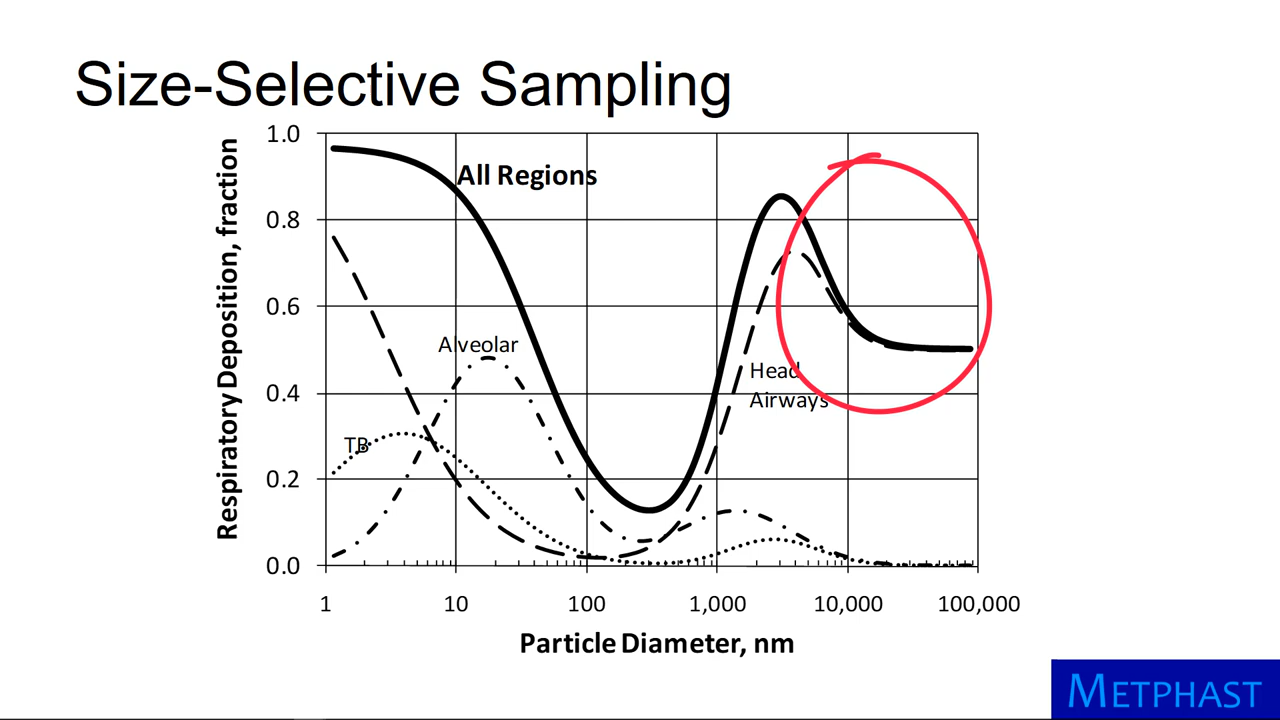 Size-Selective Sampling
Respiratory Deposition, fraction
1.0
0.8
0.6
0.4
0.2
0.0
All Regions
Alveolar
TB
Head
Airways
1 10 100 1,000 10,000 100,000
Particle Diameter, nm
METPHAST